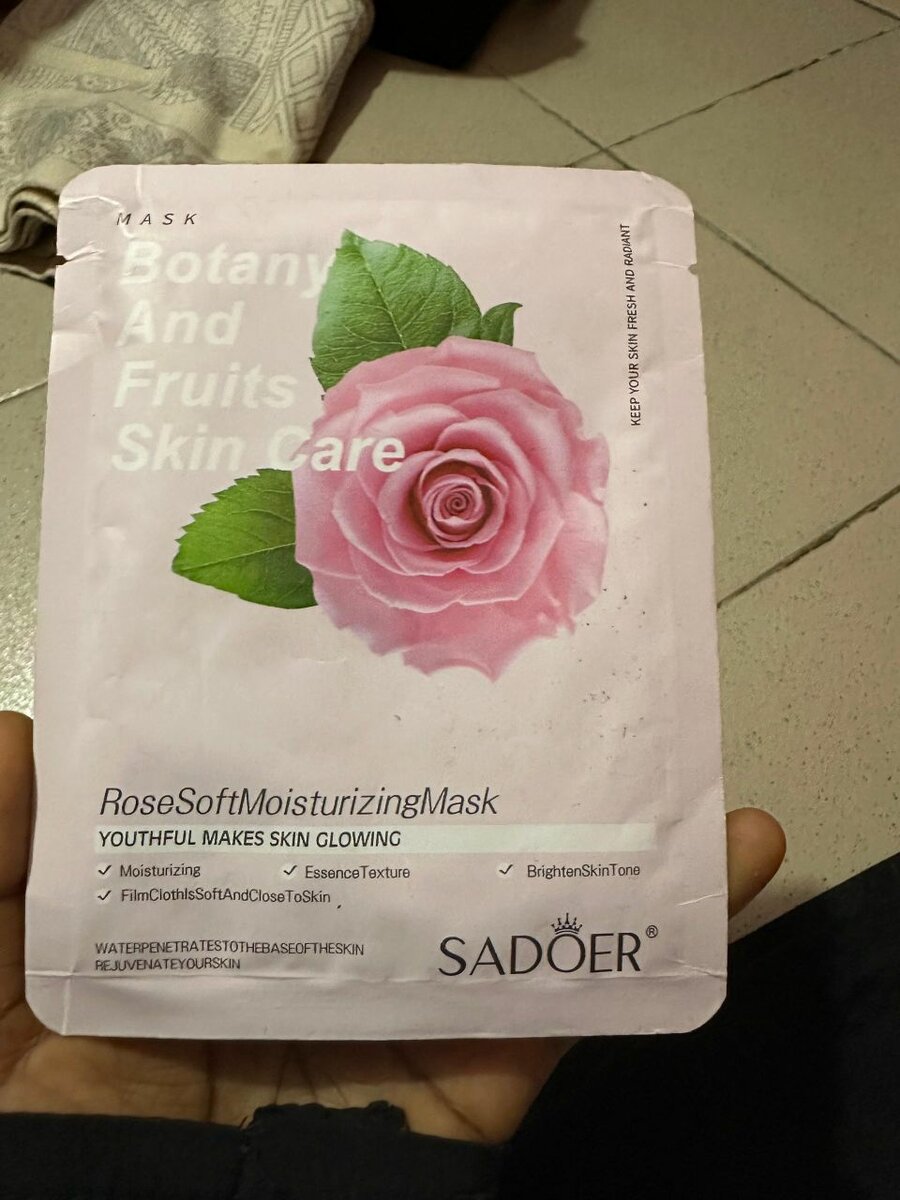 MASK
Botany
And
Fruits
Skin Care
KEEP YOUR SKIN FRESH AND RADIANT
RoseSoftMoisturizingMask
YOUTHFUL MAKES SKIN GLOWING
✓ Moisturizing ✓ EssenceTexture ✓ BrightenSkinTone
✓ FilmClothIsSoftAndCloseToSkin
WATERPENETRATESTOTHEBASEOFTHESKIN
REJUVENATEYOURSKIN
SADOER®